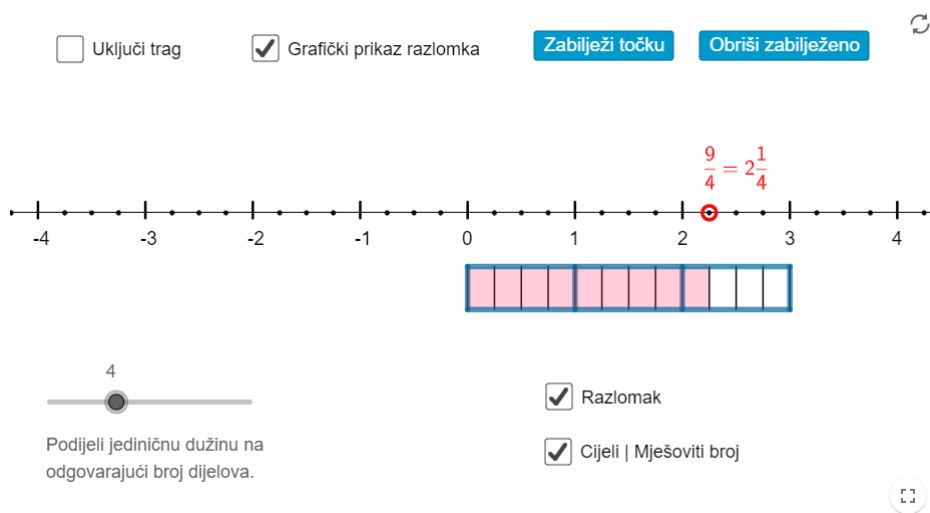 Uključi trag
Grafički prikaz razlomka
Zabilježi točku
Obriši zabilježeno
9/4 = 2 1/4
-4 -3 -2 -1 0 1 2 3 4
4
Podijeli jediničnu dužinu na
odgovarajući broj dijelova.
Razlomak
Cijeli | Mješoviti broj